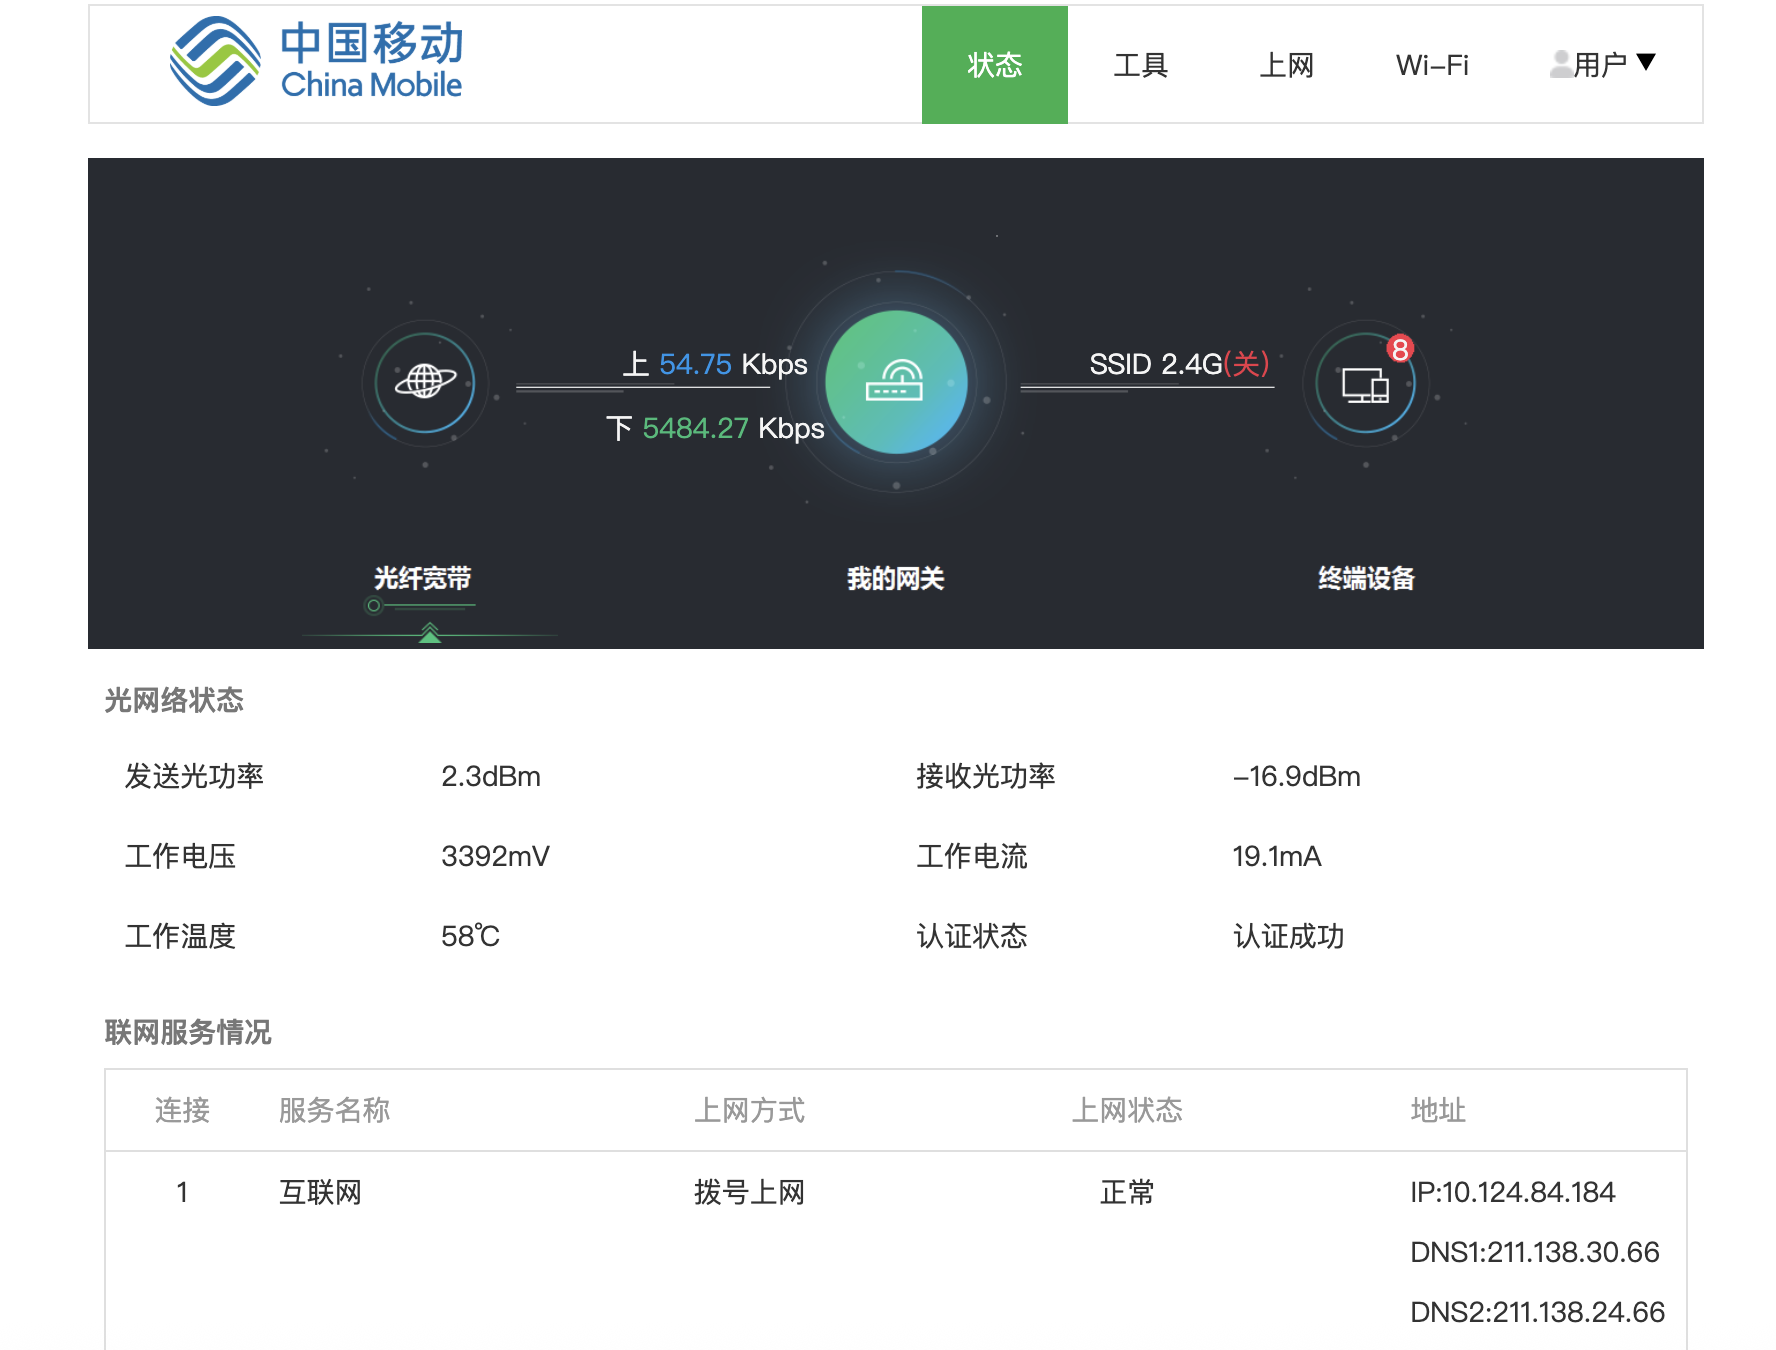 中国移动
China Mobile
状态 工具 上网 Wi-Fi 用户▼
上 54.75 Kbps
下 5484.27 Kbps
SSID 2.4G(关)
8
光纤宽带 我的网关 终端设备
光网络状态
发送光功率 2.3dBm 接收光功率 -16.9dBm
工作电压 3392mV 工作电流 19.1mA
工作温度 58℃ 认证状态 认证成功
联网服务情况
连接 服务名称 上网方式 上网状态 地址
1 互联网 拨号上网 正常 IP:10.124.84.184
DNS1:211.138.30.66
DNS2:211.138.24.66